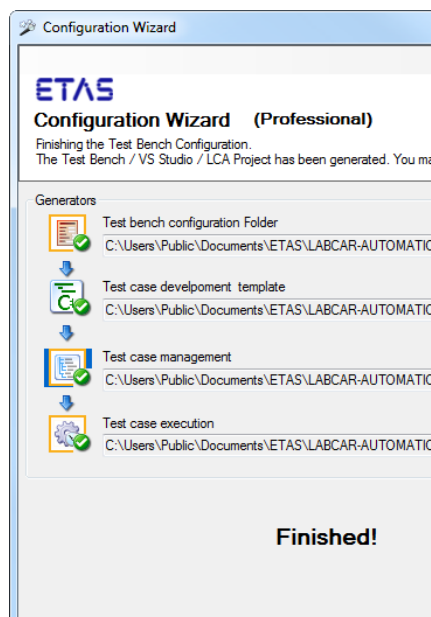 Configuration Wizard
ETAS
Configuration Wizard (Professional)
Finishing the Test Bench Configuration.
The Test Bench / VS Studio / LCA Project has been generated. You ma
Generators
Test bench configuration Folder
C:\Users\Public\Documents\ETAS\LABCAR-AUTOMATIC
Test case develpoment template
C:\Users\Public\Documents\ETAS\LABCAR-AUTOMATIC
Test case management
C:\Users\Public\Documents\ETAS\LABCAR-AUTOMATIC
Test case execution
C:\Users\Public\Documents\ETAS\LABCAR-AUTOMATIC
Finished!